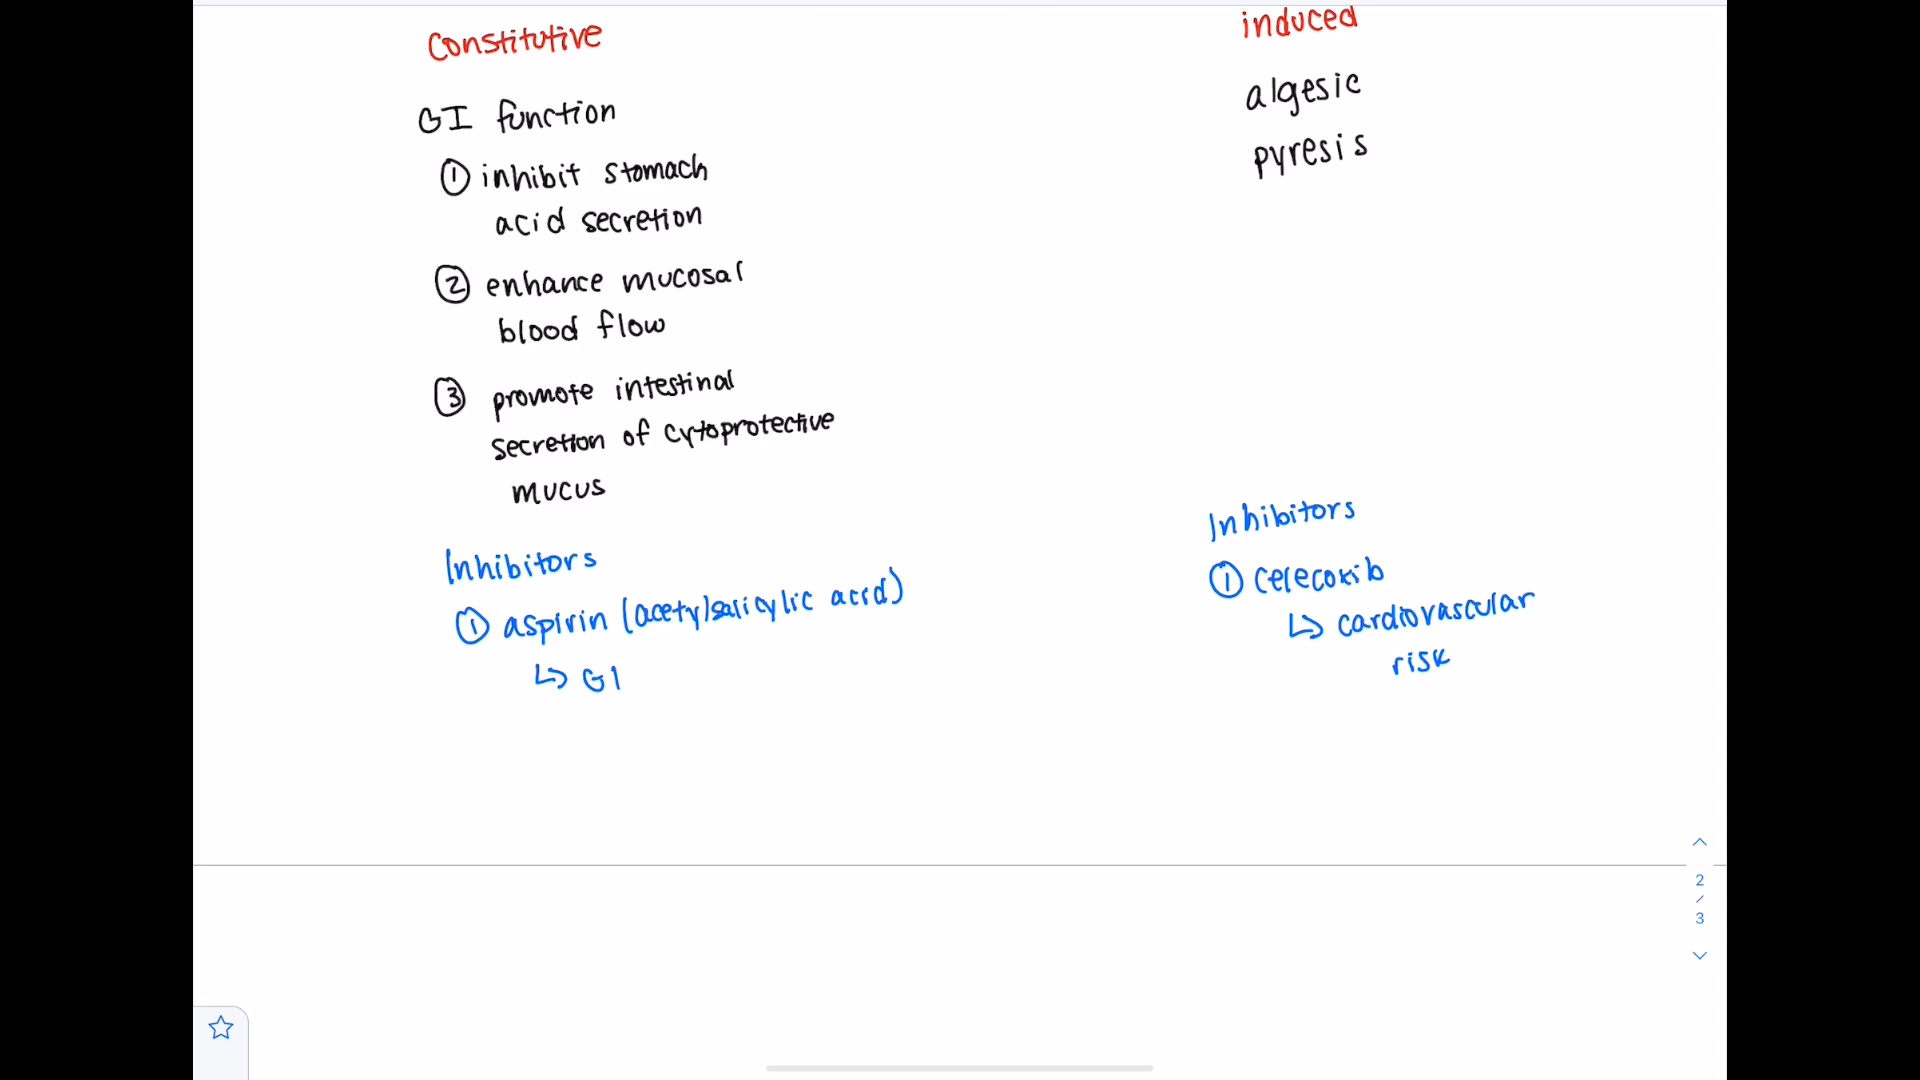 Constitutive
GI function
① inhibit stomach
acid secretion
② enhance mucosal
blood flow
③ promote intestinal
secretion of cytoprotective
mucus
Inhibitors
① aspirin (acetylsalicylic acid)
↳ GI
induced
algesic
pyresis
Inhibitors
① celecoxib
↳ cardiovascular
risk
2
/
3